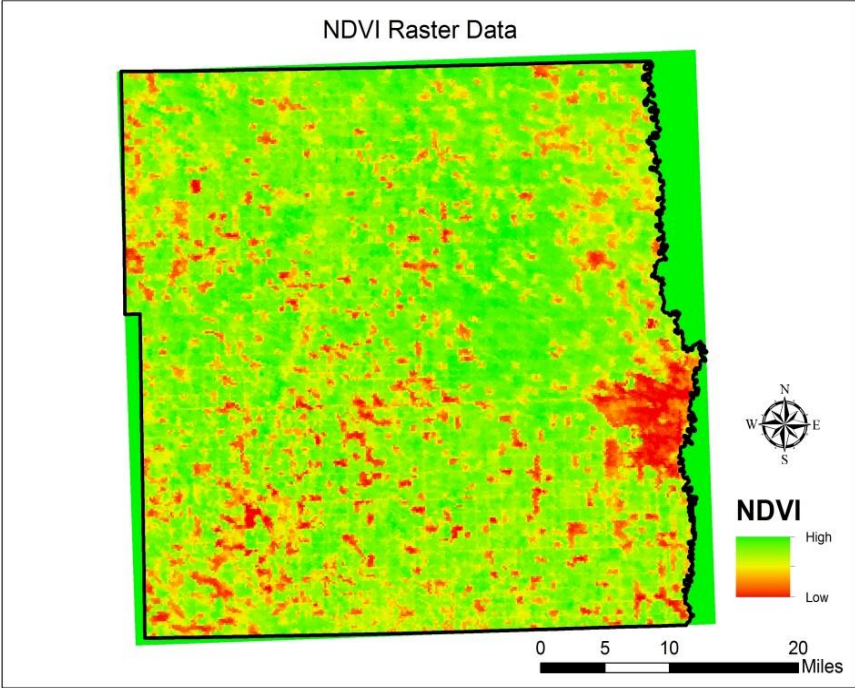 NDVI Raster Data
N
W E
S
NDVI
High
Low
0 5 10 20
Miles